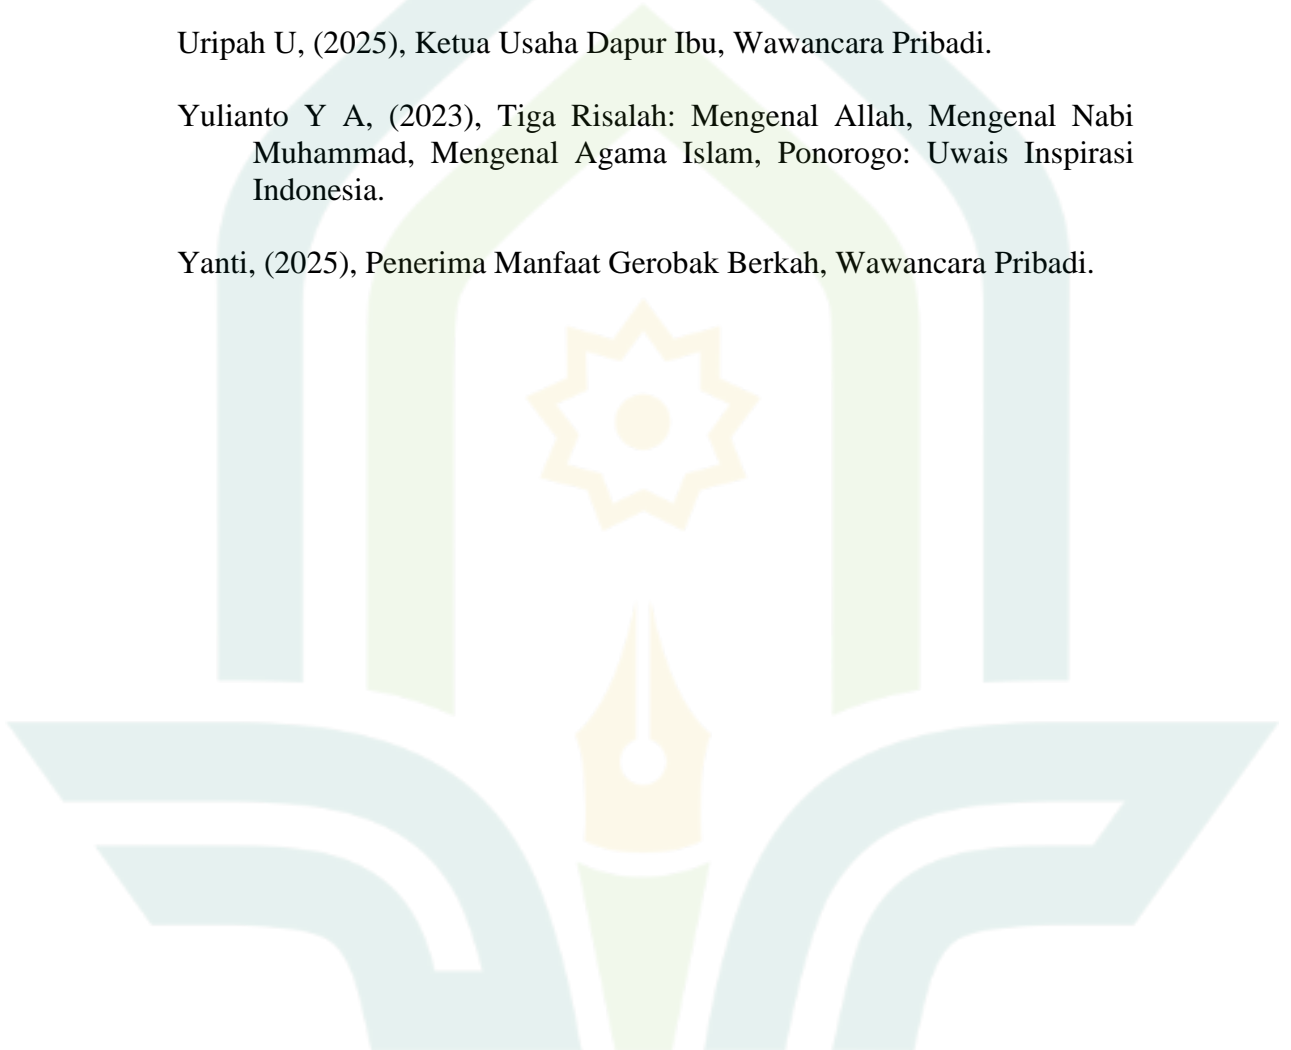 Uripah U, (2025), Ketua Usaha Dapur Ibu, Wawancara Pribadi.
Yulianto Y A, (2023), Tiga Risalah: Mengenal Allah, Mengenal Nabi
Muhammad, Mengenal Agama Islam, Ponorogo: Uwais Inspirasi
Indonesia.
Yanti, (2025), Penerima Manfaat Gerobak Berkah, Wawancara Pribadi.